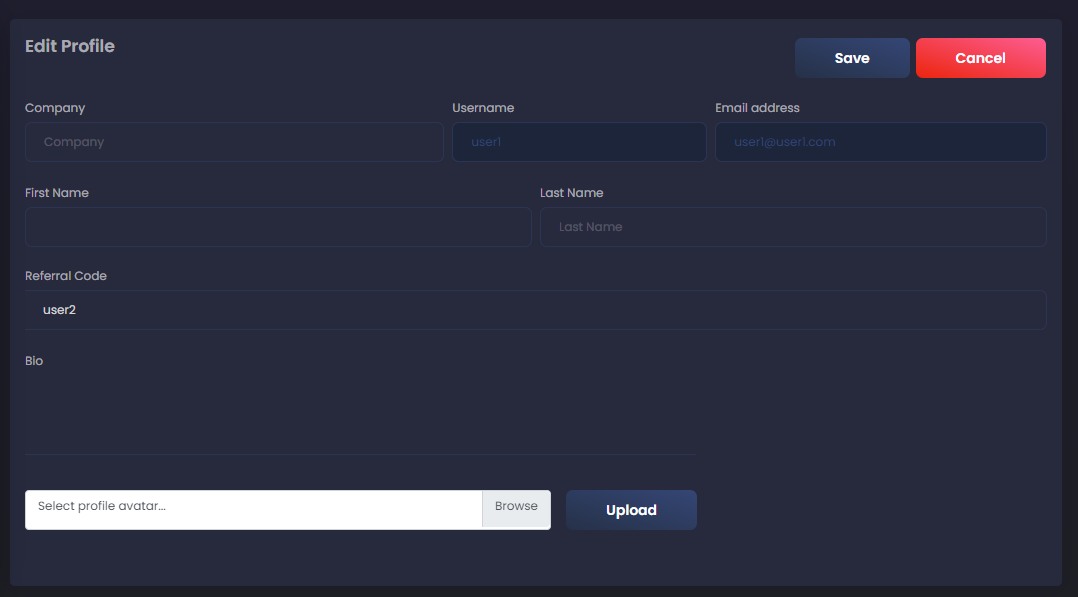 Edit Profile
Save
Cancel
Company
Username
Email address
Company
user1
user1@user1.com
First Name
Last Name
Last Name
Referral Code
user2
Bio
Select profile avatar...
Browse
Upload